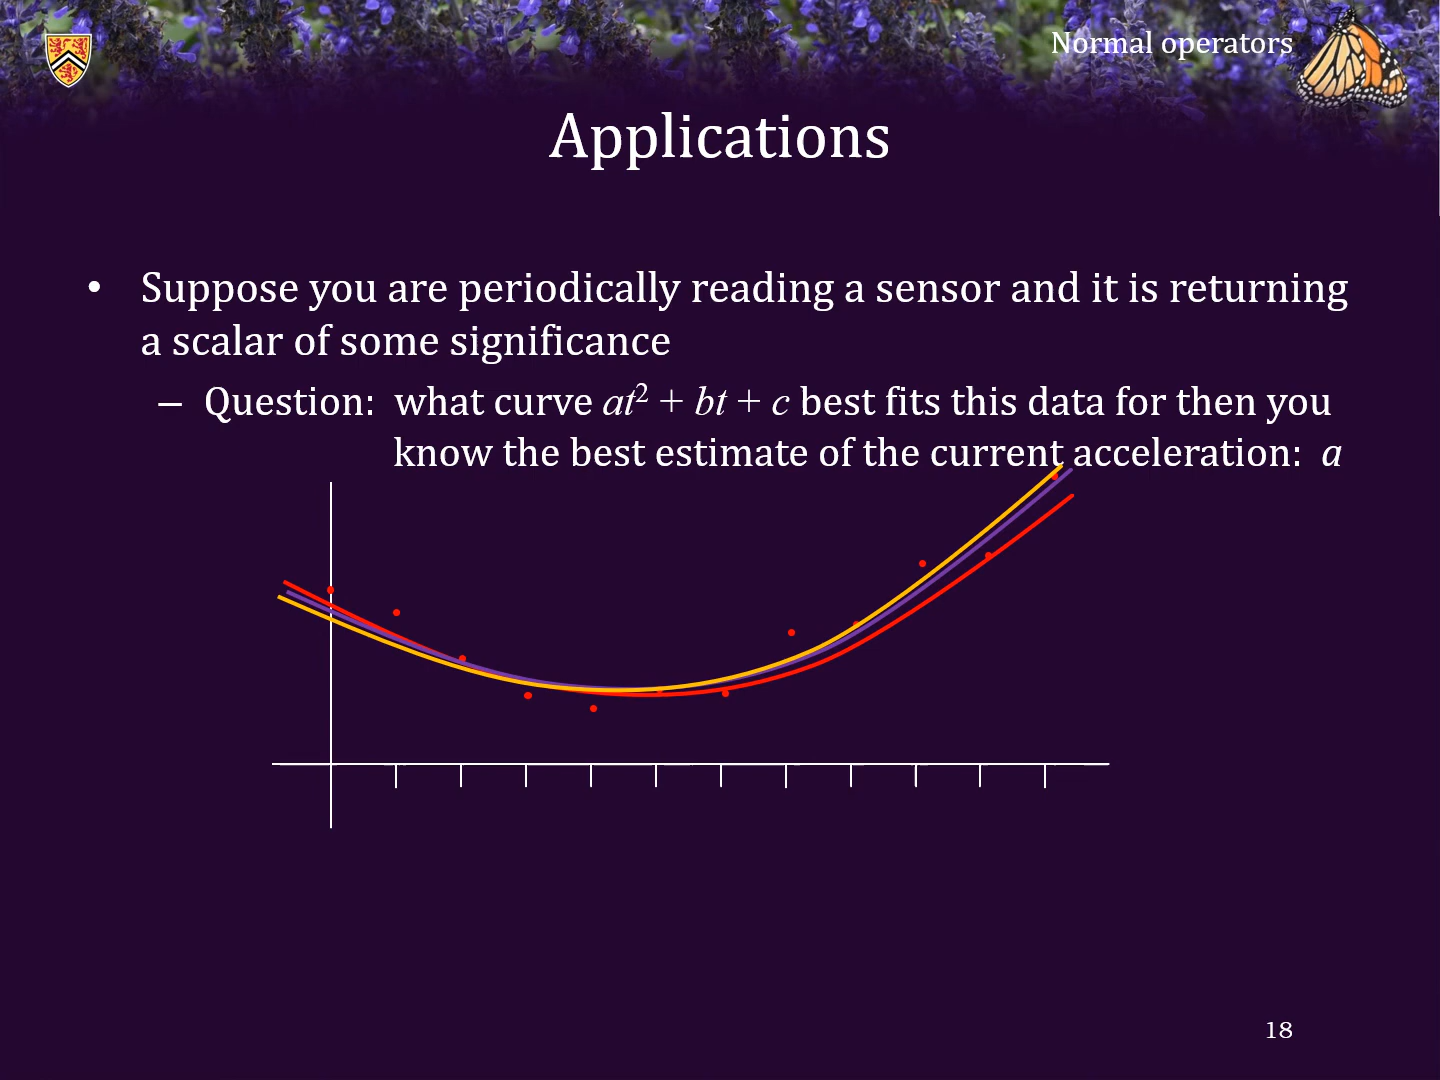 Normal operators
Applications
• Suppose you are periodically reading a sensor and it is returning
a scalar of some significance
– Question: what curve at² + bt + c best fits this data for then you
know the best estimate of the current acceleration: a
18